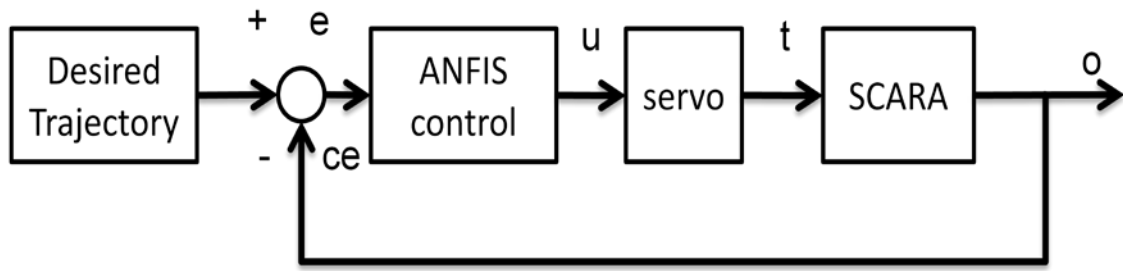 Desired
Trajectory
+
-
e
ce
ANFIS
control
u
servo
t
SCARA
o